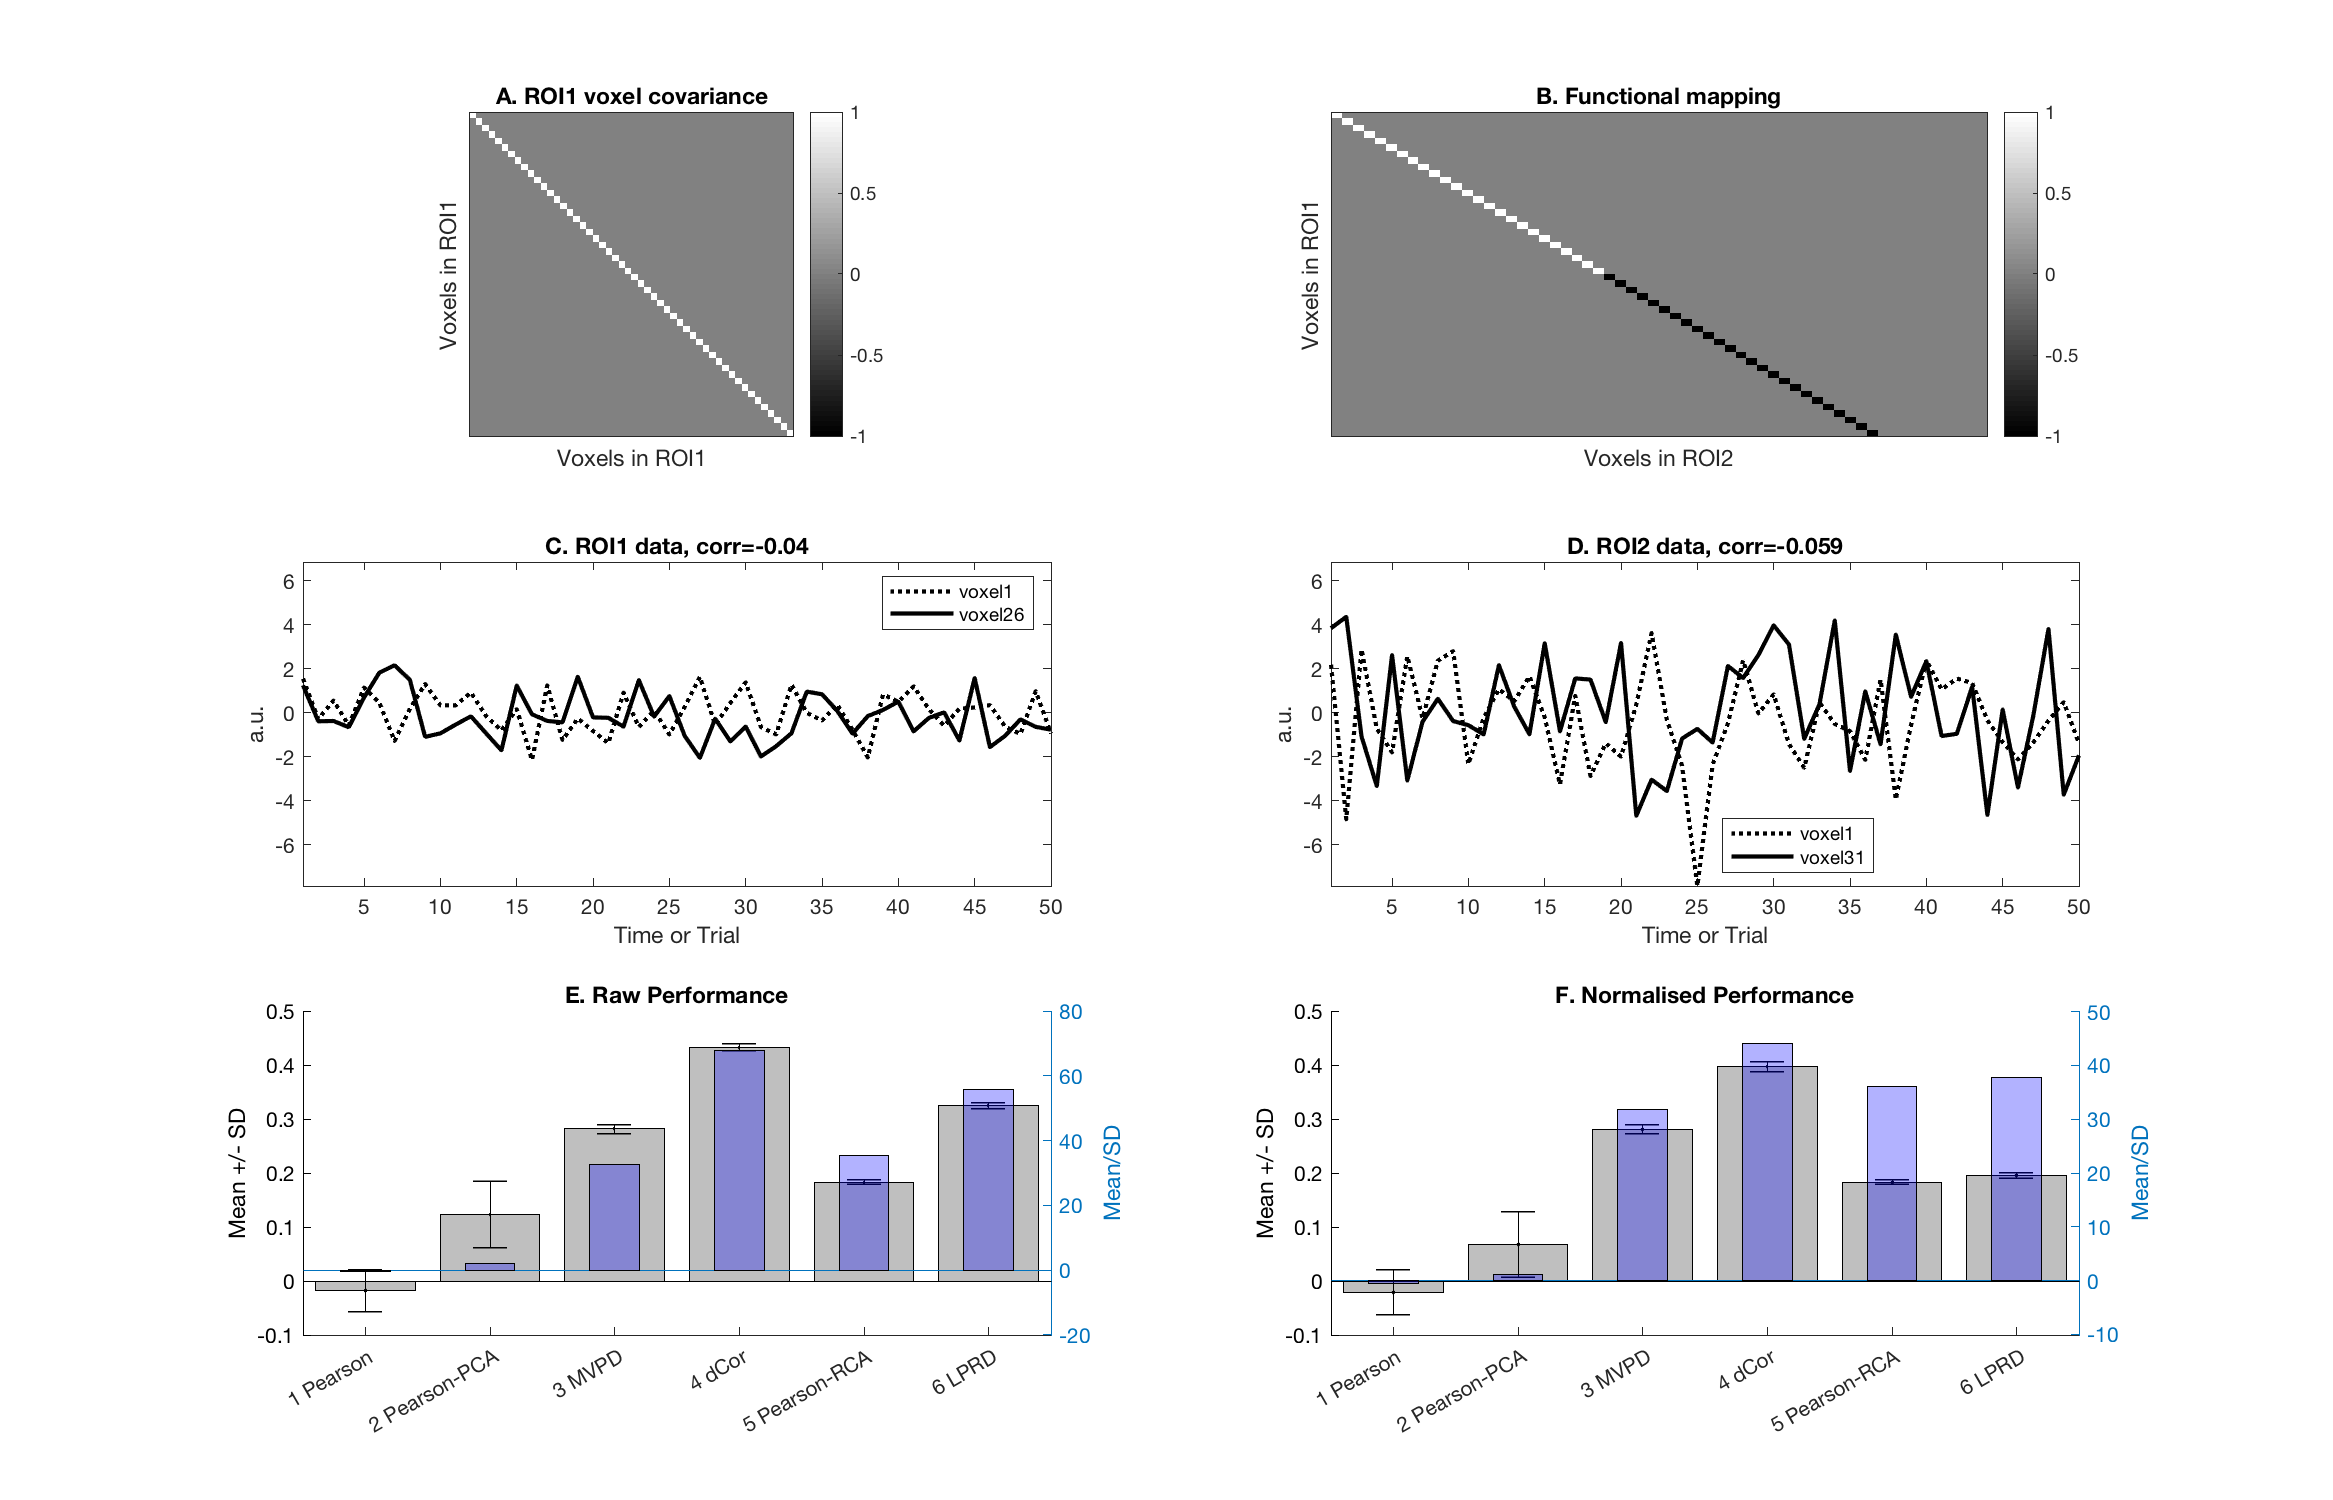 A. ROI1 voxel covariance
Voxels in ROI1
1
0.5
0
-0.5
-1
Voxels in ROI1
B. Functional mapping
Voxels in ROI1
1
0.5
0
-0.5
-1
Voxels in ROI2
C. ROI1 data, corr=-0.04
a.u.
6
4
2
0
-2
-4
-6
voxel1
voxel26
5 10 15 20 25 30 35 40 45 50
Time or Trial
D. ROI2 data, corr=-0.059
a.u.
6
4
2
0
-2
-4
-6
voxel1
voxel31
5 10 15 20 25 30 35 40 45 50
Time or Trial
E. Raw Performance
Mean +/- SD
0.5
0.4
0.3
0.2
0.1
0
-0.1
80
60
40
20
0
-20
Mean/SD
1 Pearson
2 Pearson-PCA
3 MVPD
4 dCor
5 Pearson-RCA
6 LPRD
F. Normalised Performance
Mean +/- SD
0.5
0.4
0.3
0.2
0.1
0
-0.1
50
40
30
20
10
0
-10
Mean/SD
1 Pearson
2 Pearson-PCA
3 MVPD
4 dCor
5 Pearson-RCA
6 LPRD